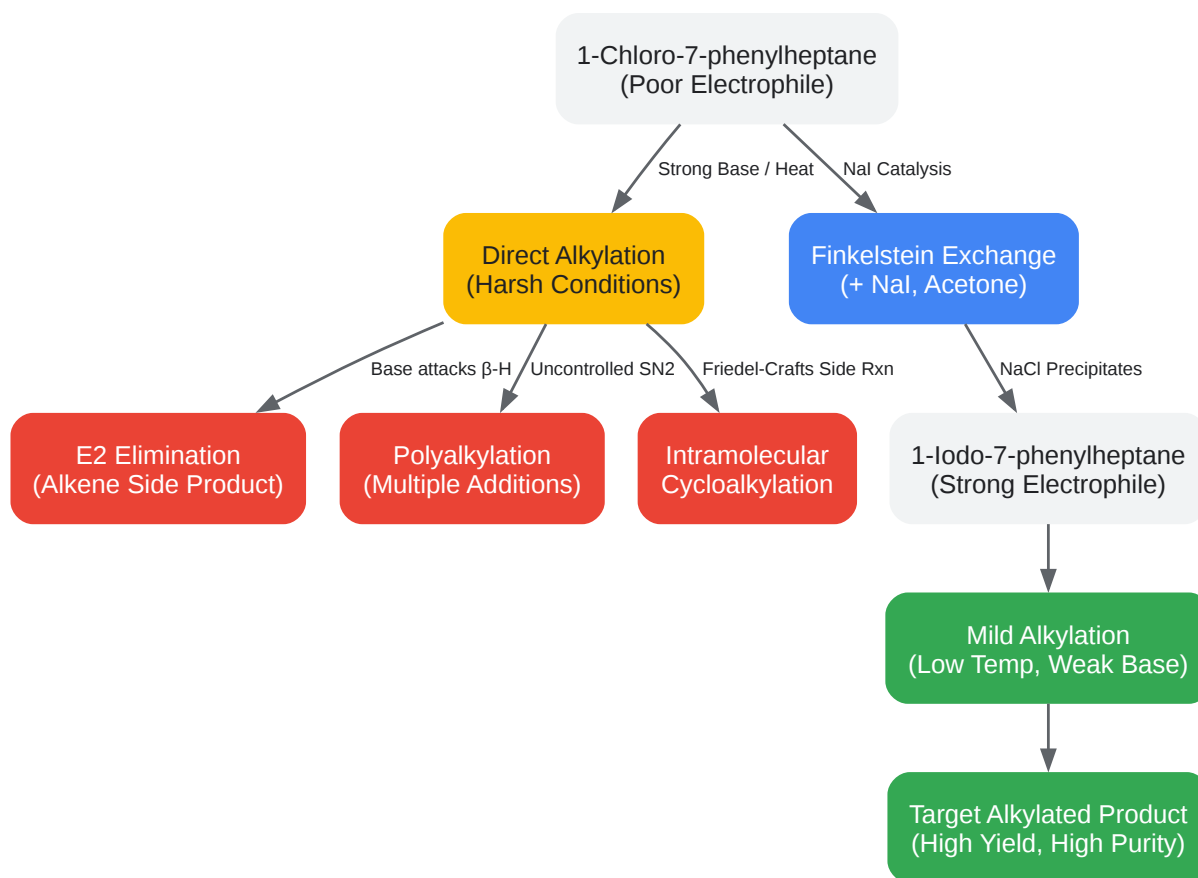 1-Chloro-7-phenylheptane
(Poor Electrophile)
Strong Base / Heat
NaI Catalysis
Direct Alkylation
(Harsh Conditions)
Finkelstein Exchange
(+ NaI, Acetone)
Base attacks β-H
Uncontrolled SN2
Friedel-Crafts Side Rxn
NaCl Precipitates
E2 Elimination
(Alkene Side Product)
Polyalkylation
(Multiple Additions)
Intramolecular
Cycloalkylation
1-Iodo-7-phenylheptane
(Strong Electrophile)
Mild Alkylation
(Low Temp, Weak Base)
Target Alkylated Product
(High Yield, High Purity)